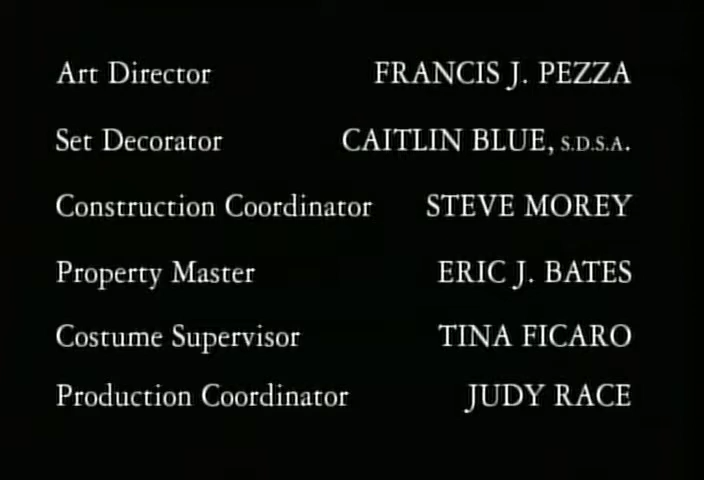 Art Director FRANCIS J. PEZZA
Set Decorator CAITLIN BLUE, S.D.S.A.
Construction Coordinator STEVE MOREY
Property Master ERIC J. BATES
Costume Supervisor TINA FICARO
Production Coordinator JUDY RACE